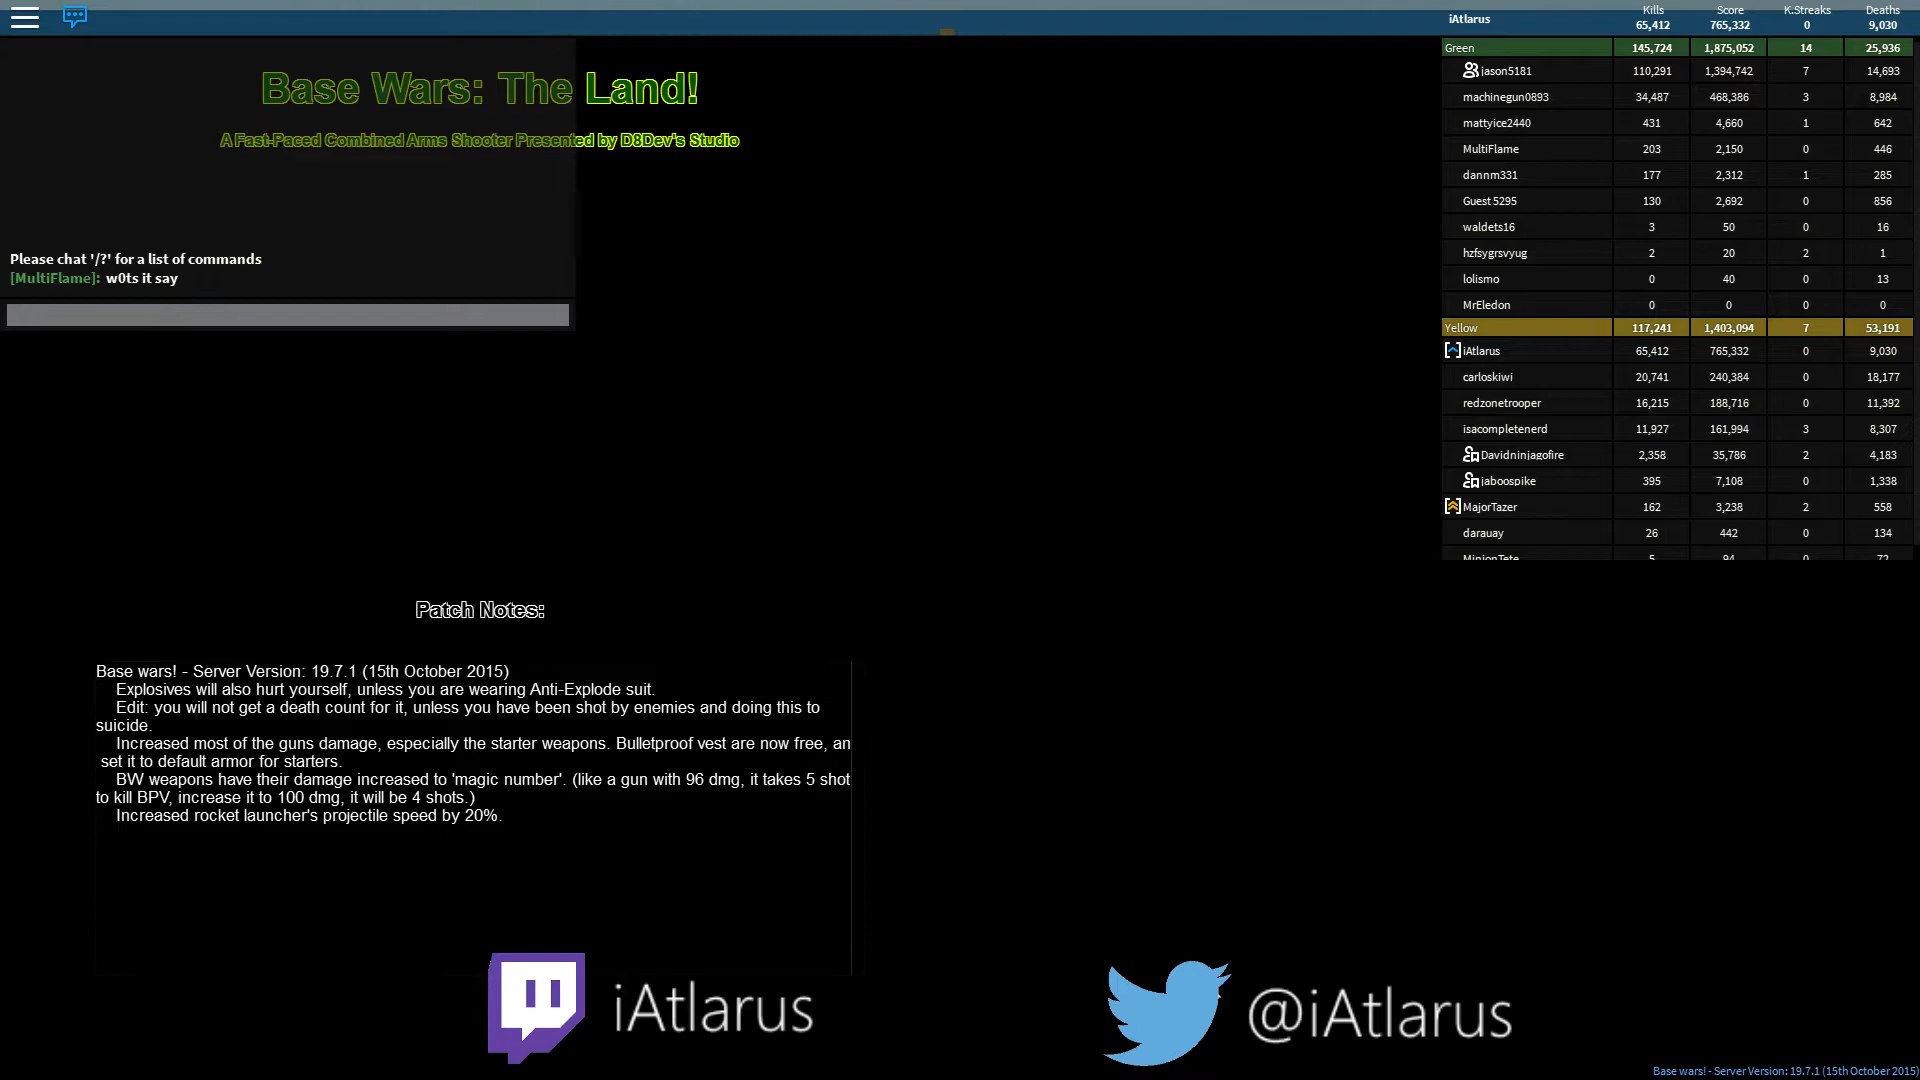 iAtlarus Kills 65,412 Score 765,332 K.Streaks 0 Deaths 9,030
Base Wars: The Land!
A Fast-Paced Combined Arms Shooter Presented by D8Dev's Studio
Please chat '/?' for a list of commands
[MultiFlame]: w0ts it say
Green 145,724 1,875,052 14 25,936
jason5181 110,291 1,394,742 7 14,693
machinegun0893 34,487 468,386 3 8,984
mattyice2440 431 4,660 1 642
MultiFlame 203 2,150 0 446
dannm331 177 2,312 1 285
Guest 5295 130 2,692 0 856
waldets16 3 50 0 16
hzfsygrsvyug 2 20 2 1
lolismo 0 40 0 13
MrEledon 0 0 0 0
Yellow 117,241 1,403,094 7 53,191
iAtlarus 65,412 765,332 0 9,030
carloskiwi 20,741 240,384 0 18,177
redzonetrooper 16,215 188,716 0 11,392
isacompletenerd 11,927 161,994 3 8,307
Davidninjagofire 2,358 35,786 2 4,183
jaboospike 395 7,108 0 1,338
MajorTazer 162 3,238 2 558
darauay 26 442 0 134
MinionTete 5 94 0 72
Patch Notes:
Base wars! - Server Version: 19.7.1 (15th October 2015)
Explosives will also hurt yourself, unless you are wearing Anti-Explode suit.
Edit: you will not get a death count for it, unless you have been shot by enemies and doing this to
suicide.
Increased most of the guns damage, especially the starter weapons. Bulletproof vest are now free, an
set it to default armor for starters.
BW weapons have their damage increased to 'magic number'. (like a gun with 96 dmg, it takes 5 shot
to kill BPV, increase it to 100 dmg, it will be 4 shots.)
Increased rocket launcher's projectile speed by 20%.
iAtlarus
@iAtlarus
Base wars! - Server Version: 19.7.1 (15th October 2015)